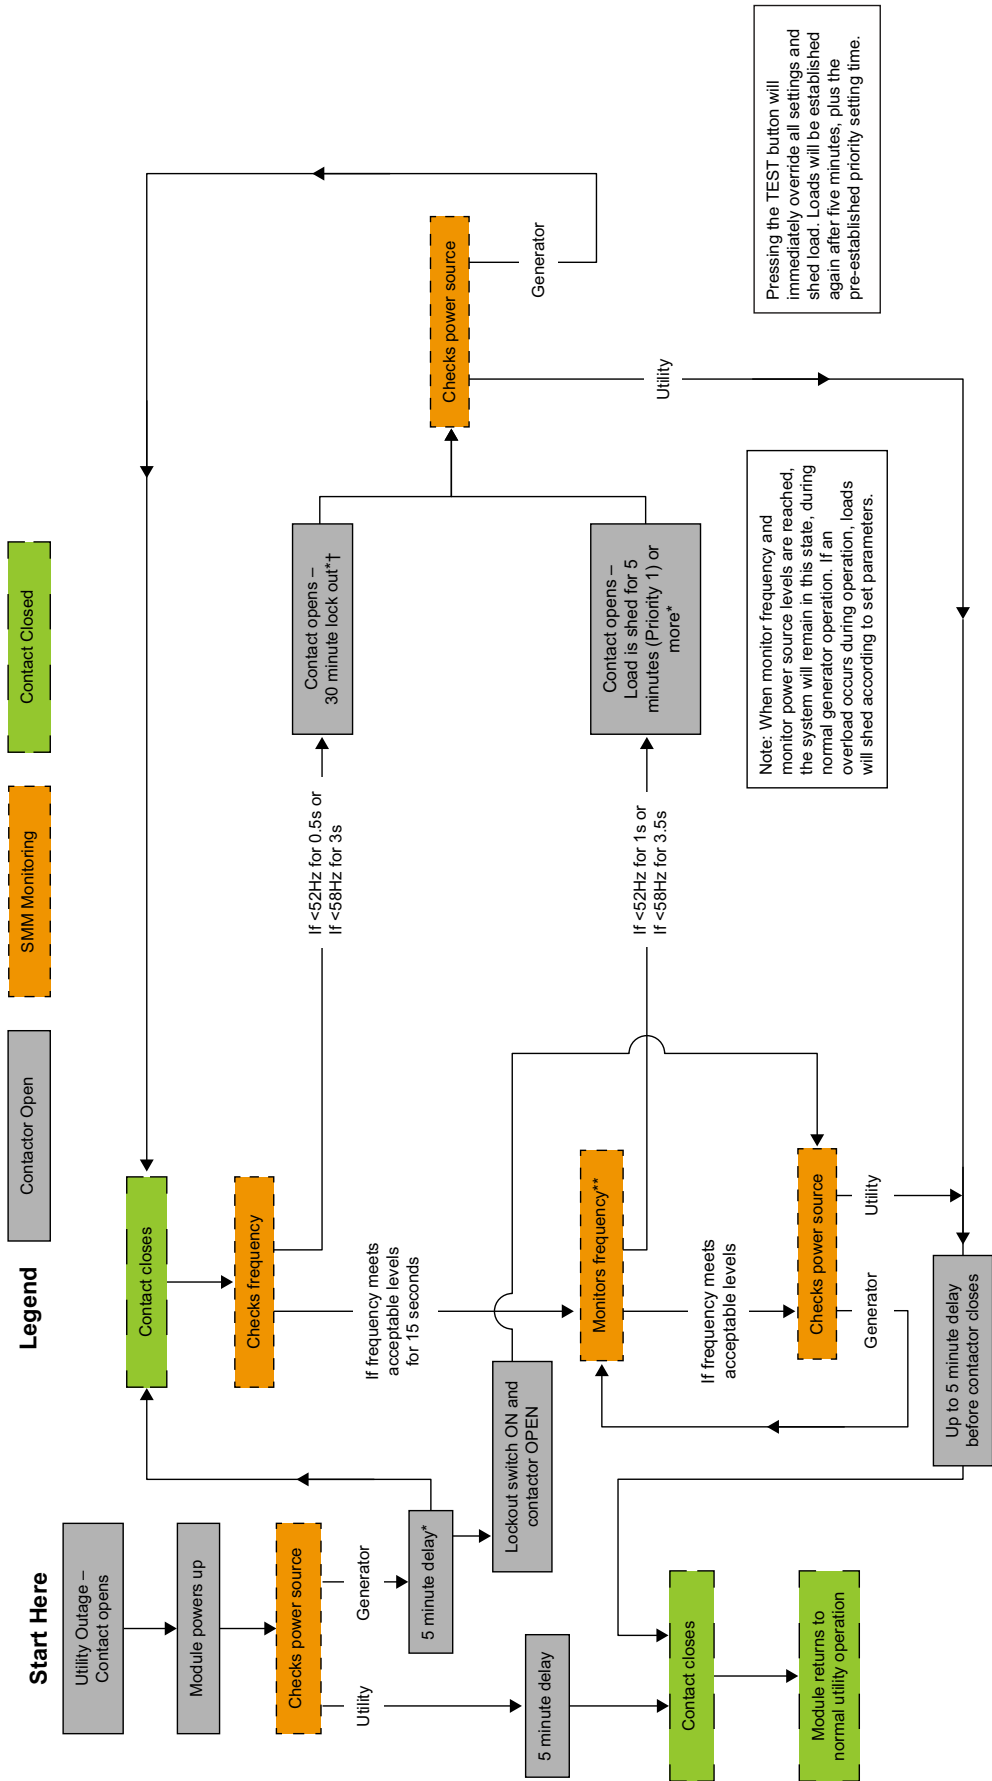 Legend
Contactor Open
SMM Monitoring
Contact Closed
Start Here
Utility Outage –
Contact opens
Module powers up
Checks power source
Utility
Generator
5 minute delay
5 minute delay*
Lockout switch ON and
contactor OPEN
Contact closes
Module returns to
normal utility operation
Contact closes
Checks frequency
If frequency meets
acceptable levels
for 15 seconds
If <52Hz for 0.5s or
If <58Hz for 3s
Contact opens –
30 minute lock out*†
Monitors frequency**
If frequency meets
acceptable levels
If <52Hz for 1s or
If <58Hz for 3.5s
Contact opens –
Load is shed for 5
minutes (Priority 1) or
more*
Checks power source
Generator
Utility
Up to 5 minute delay
before contactor closes
Checks power source
Utility
Generator
Note: When monitor frequency and
monitor power source levels are reached,
the system will remain in this state, during
normal generator operation. If an
overload occurs during operation, loads
will shed according to set parameters.
Pressing the TEST button will
immediately override all settings and
shed load. Loads will be established
again after five minutes, plus the
pre-established priority setting time.